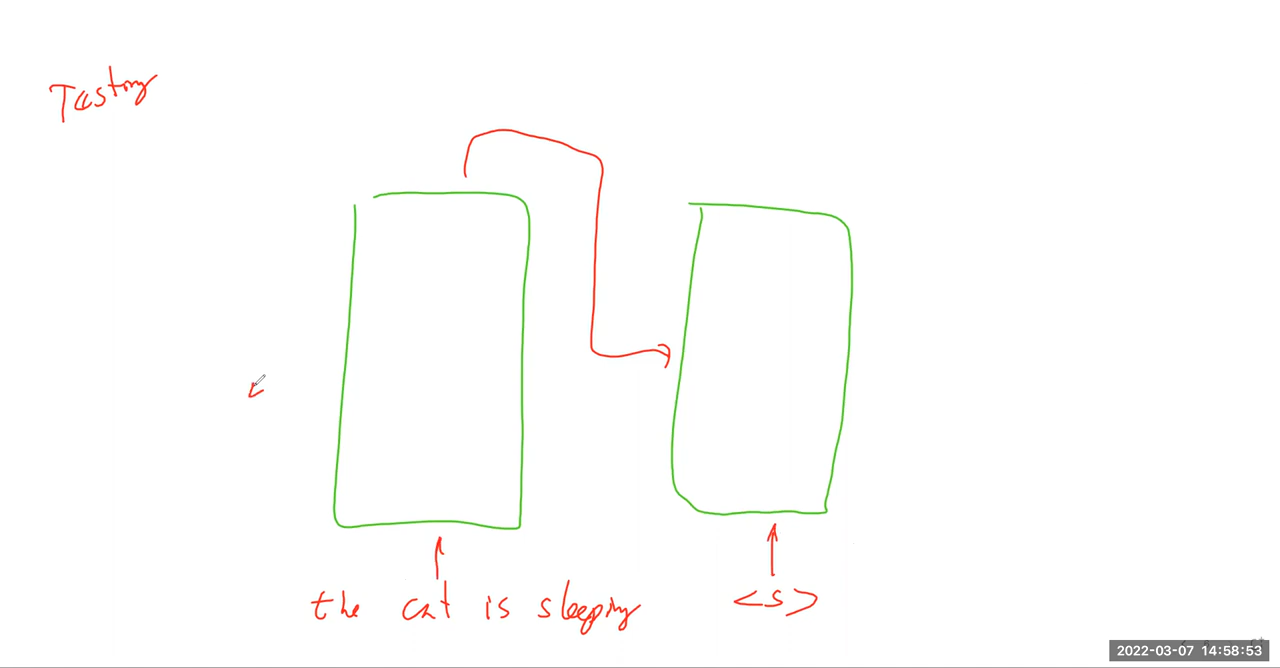 Testing
the cat is sleeping
<s>
2022-03-07 14:58:53